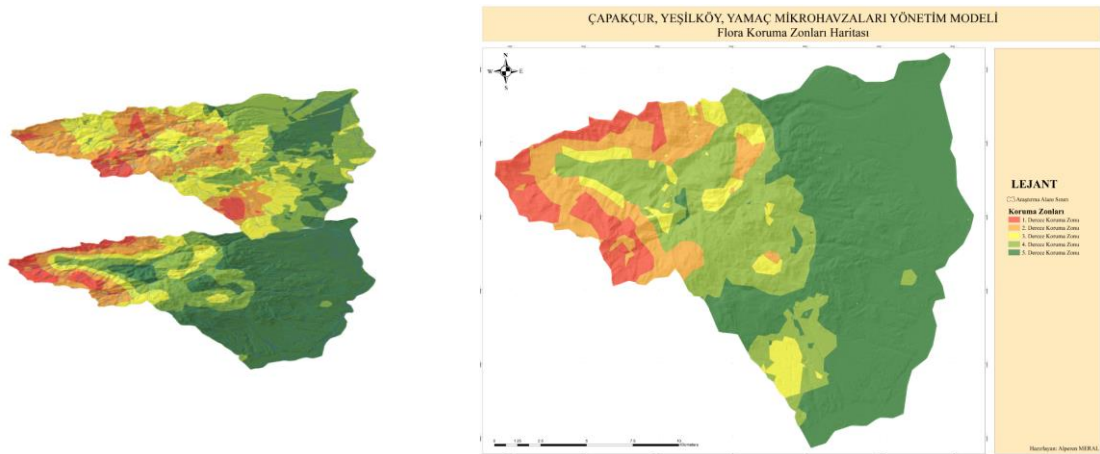 ÇAPAKÇUR, YEŞİLKÖY, YAMAÇ MİKROHAVZALARI YÖNETİM MODELİ
Flora Koruma Zonları Haritası
N
W E
S
LEJANT
Araştırma Alanı Sınırı
Koruma Zonları
1. Derece Koruma Zonu
2. Derece Koruma Zonu
3. Derece Koruma Zonu
4. Derece Koruma Zonu
5. Derece Koruma Zonu
Hazırlayan: Alperen MERAL